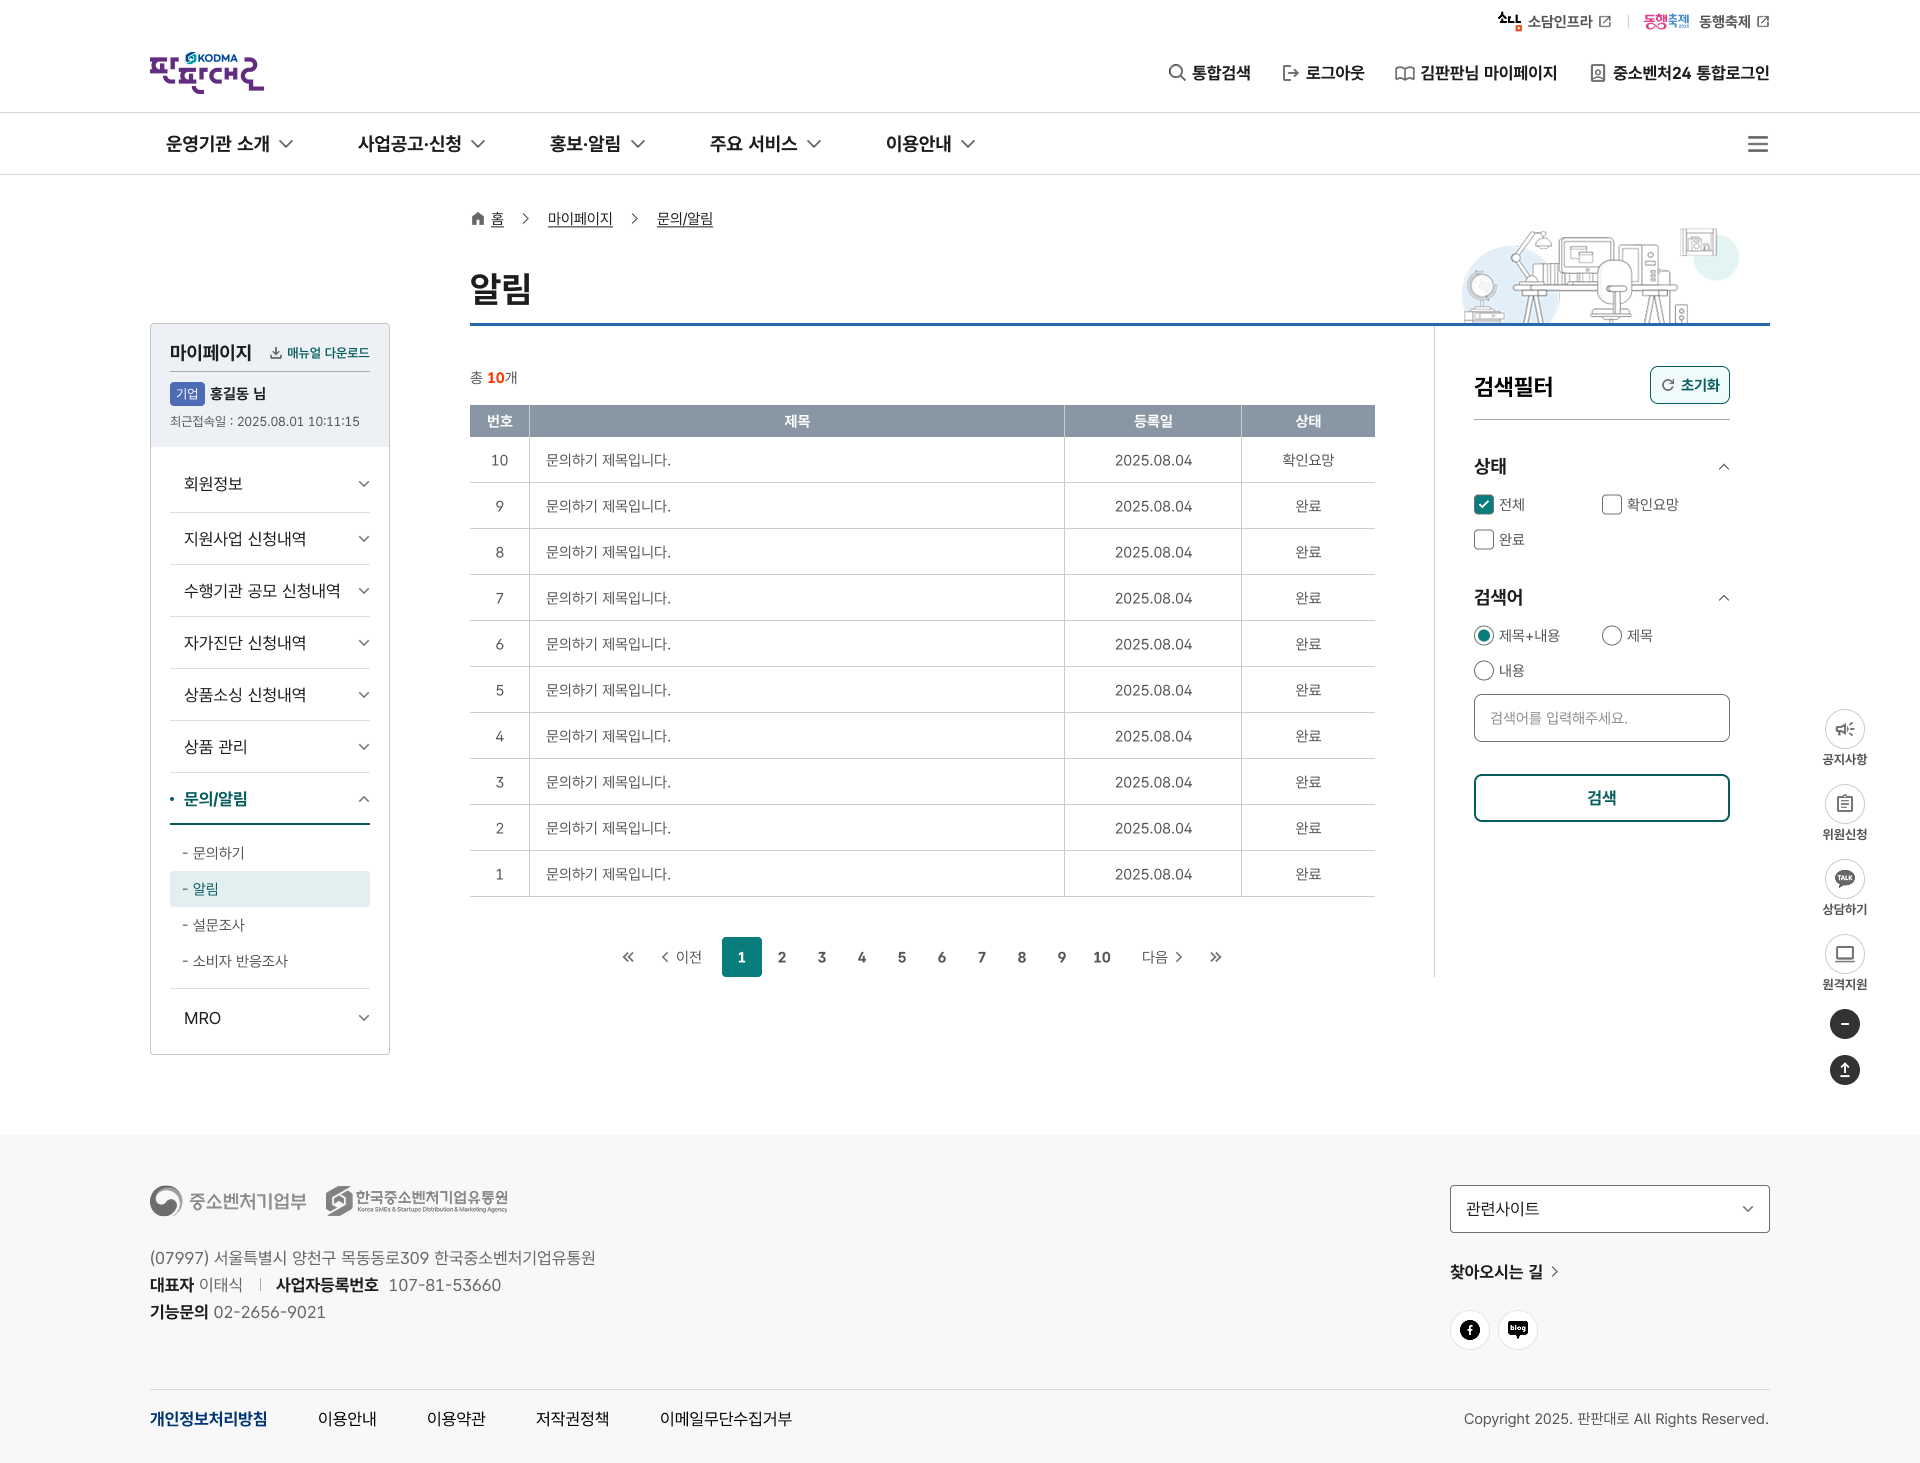 소담 소담인프라
동행축제 2025 동행축제
KODMA
판판대로
통합검색
로그아웃
김판판님 마이페이지
중소벤처24 통합로그인
운영기관 소개
사업공고·신청
홍보·알림
주요 서비스
이용안내
홈
마이페이지
문의/알림
알림
마이페이지 매뉴얼 다운로드
기업 홍길동 님
최근접속일 : 2025.08.01 10:11:15
회원정보
지원사업 신청내역
수행기관 공모 신청내역
자가진단 신청내역
상품소싱 신청내역
상품 관리
문의/알림
- 문의하기
- 알림
- 설문조사
- 소비자 반응조사
MRO
총 10개
번호 제목 등록일 상태
10 문의하기 제목입니다. 2025.08.04 확인요망
9 문의하기 제목입니다. 2025.08.04 완료
8 문의하기 제목입니다. 2025.08.04 완료
7 문의하기 제목입니다. 2025.08.04 완료
6 문의하기 제목입니다. 2025.08.04 완료
5 문의하기 제목입니다. 2025.08.04 완료
4 문의하기 제목입니다. 2025.08.04 완료
3 문의하기 제목입니다. 2025.08.04 완료
2 문의하기 제목입니다. 2025.08.04 완료
1 문의하기 제목입니다. 2025.08.04 완료
이전 1 2 3 4 5 6 7 8 9 10 다음
검색필터 초기화
상태
전체 확인요망
완료
검색어
제목+내용 제목
내용
검색어를 입력해주세요.
검색
공지사항
위원신청
TALK
상담하기
원격지원
중소벤처기업부
한국중소벤처기업유통원
Korea SMEs & Startups Distribution & Marketing Agency
(07997) 서울특별시 양천구 목동동로309 한국중소벤처기업유통원
대표자 이태식 사업자등록번호 107-81-53660
기능문의 02-2656-9021
관련사이트
찾아오시는 길
blog
개인정보처리방침
이용안내
이용약관
저작권정책
이메일무단수집거부
Copyright 2025. 판판대로 All Rights Reserved.